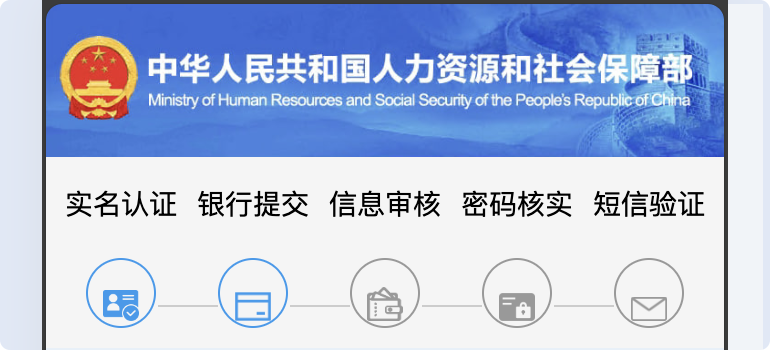 中华人民共和国人力资源和社会保障部
Ministry of Human Resources and Social Security of the People's Republic of China
实名认证 银行提交 信息审核 密码核实 短信验证